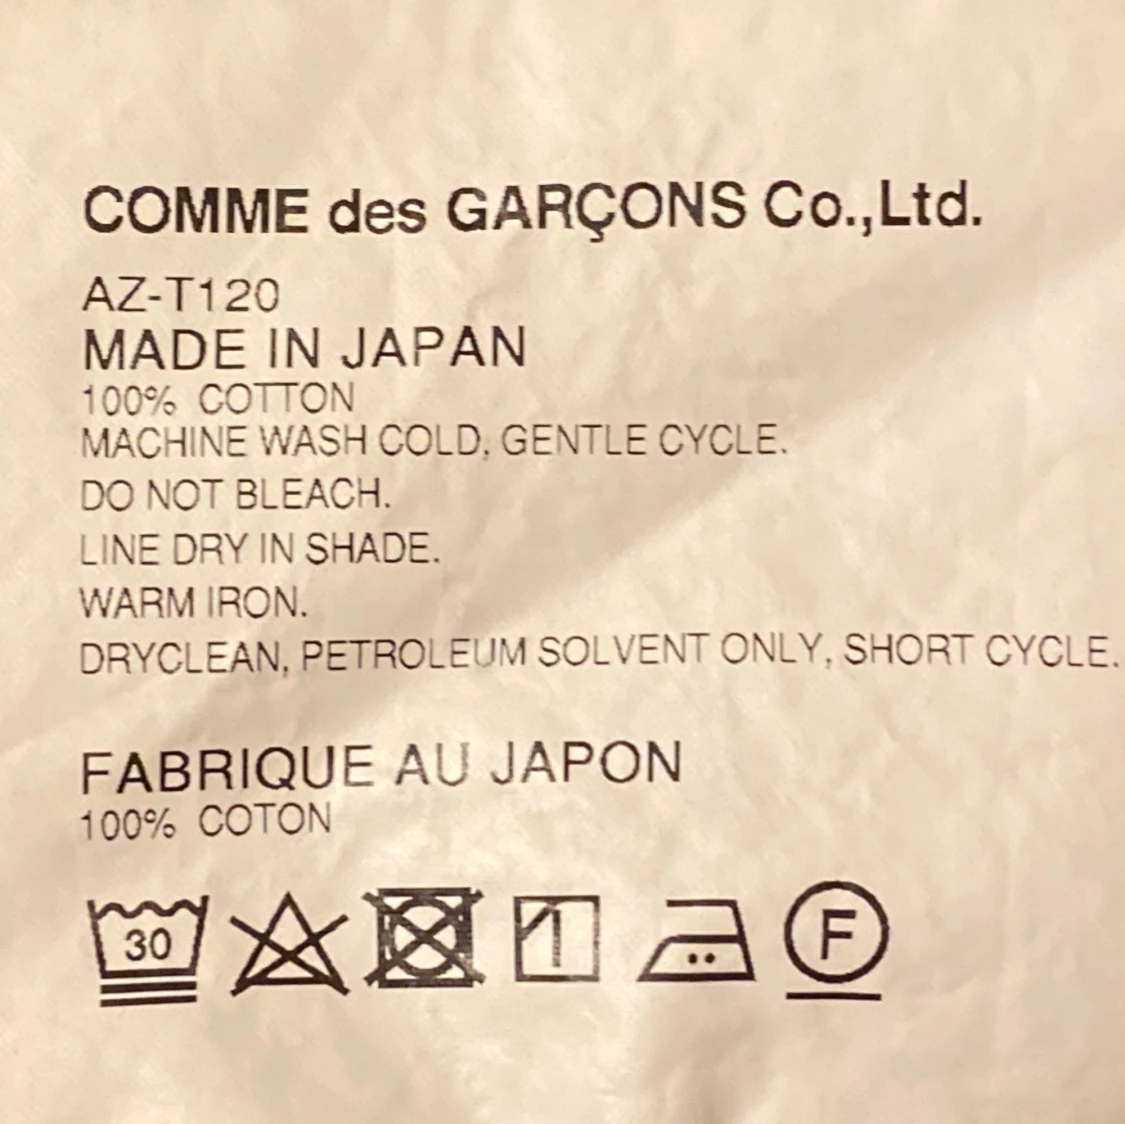 COMME des GARÇONS Co.,Ltd.
AZ-T120
MADE IN JAPAN
100% COTTON
MACHINE WASH COLD, GENTLE CYCLE.
DO NOT BLEACH.
LINE DRY IN SHADE.
WARM IRON.
DRYCLEAN, PETROLEUM SOLVENT ONLY, SHORT CYCLE.
FABRIQUE AU JAPON
100% COTON
30 F